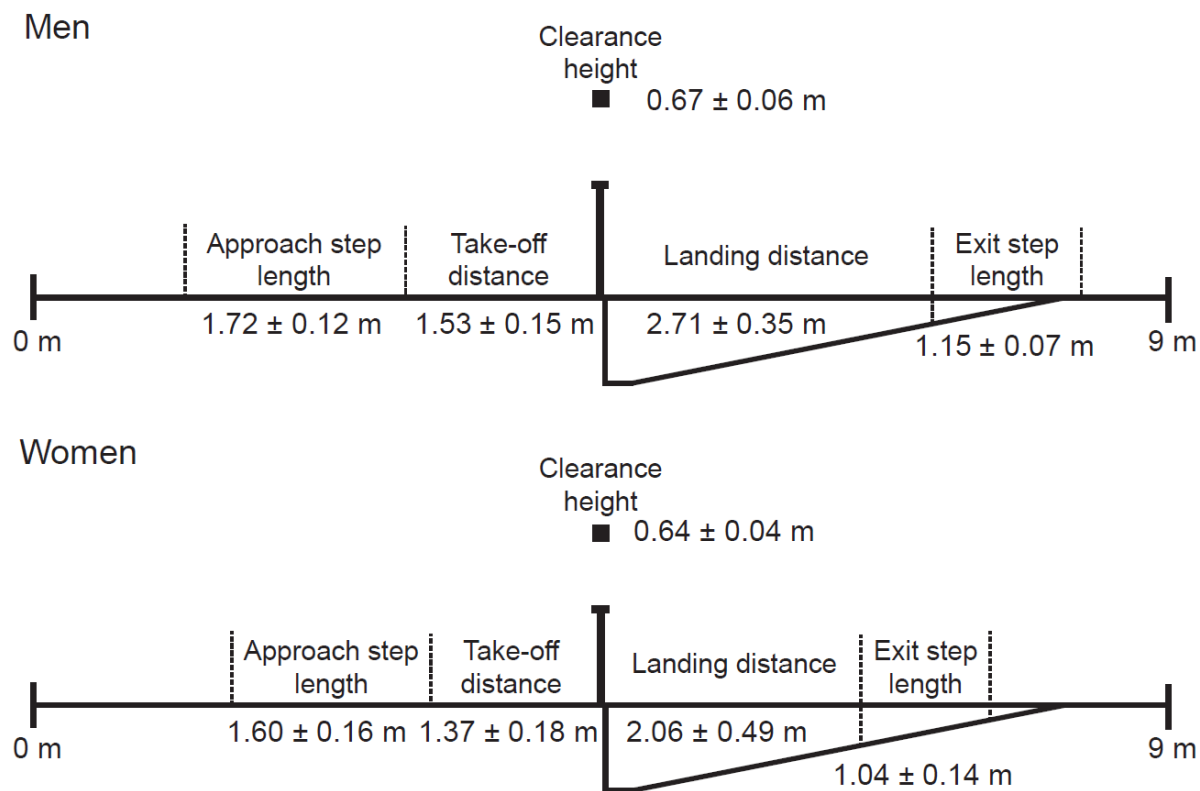 Men
Clearance
height
0.67 ± 0.06 m
Approach step
length
Take-off
distance
Landing distance
Exit step
length
0 m
1.72 ± 0.12 m
1.53 ± 0.15 m
2.71 ± 0.35 m
1.15 ± 0.07 m
9 m
Women
Clearance
height
0.64 ± 0.04 m
Approach step
length
Take-off
distance
Landing distance
Exit step
length
0 m
1.60 ± 0.16 m
1.37 ± 0.18 m
2.06 ± 0.49 m
1.04 ± 0.14 m
9 m